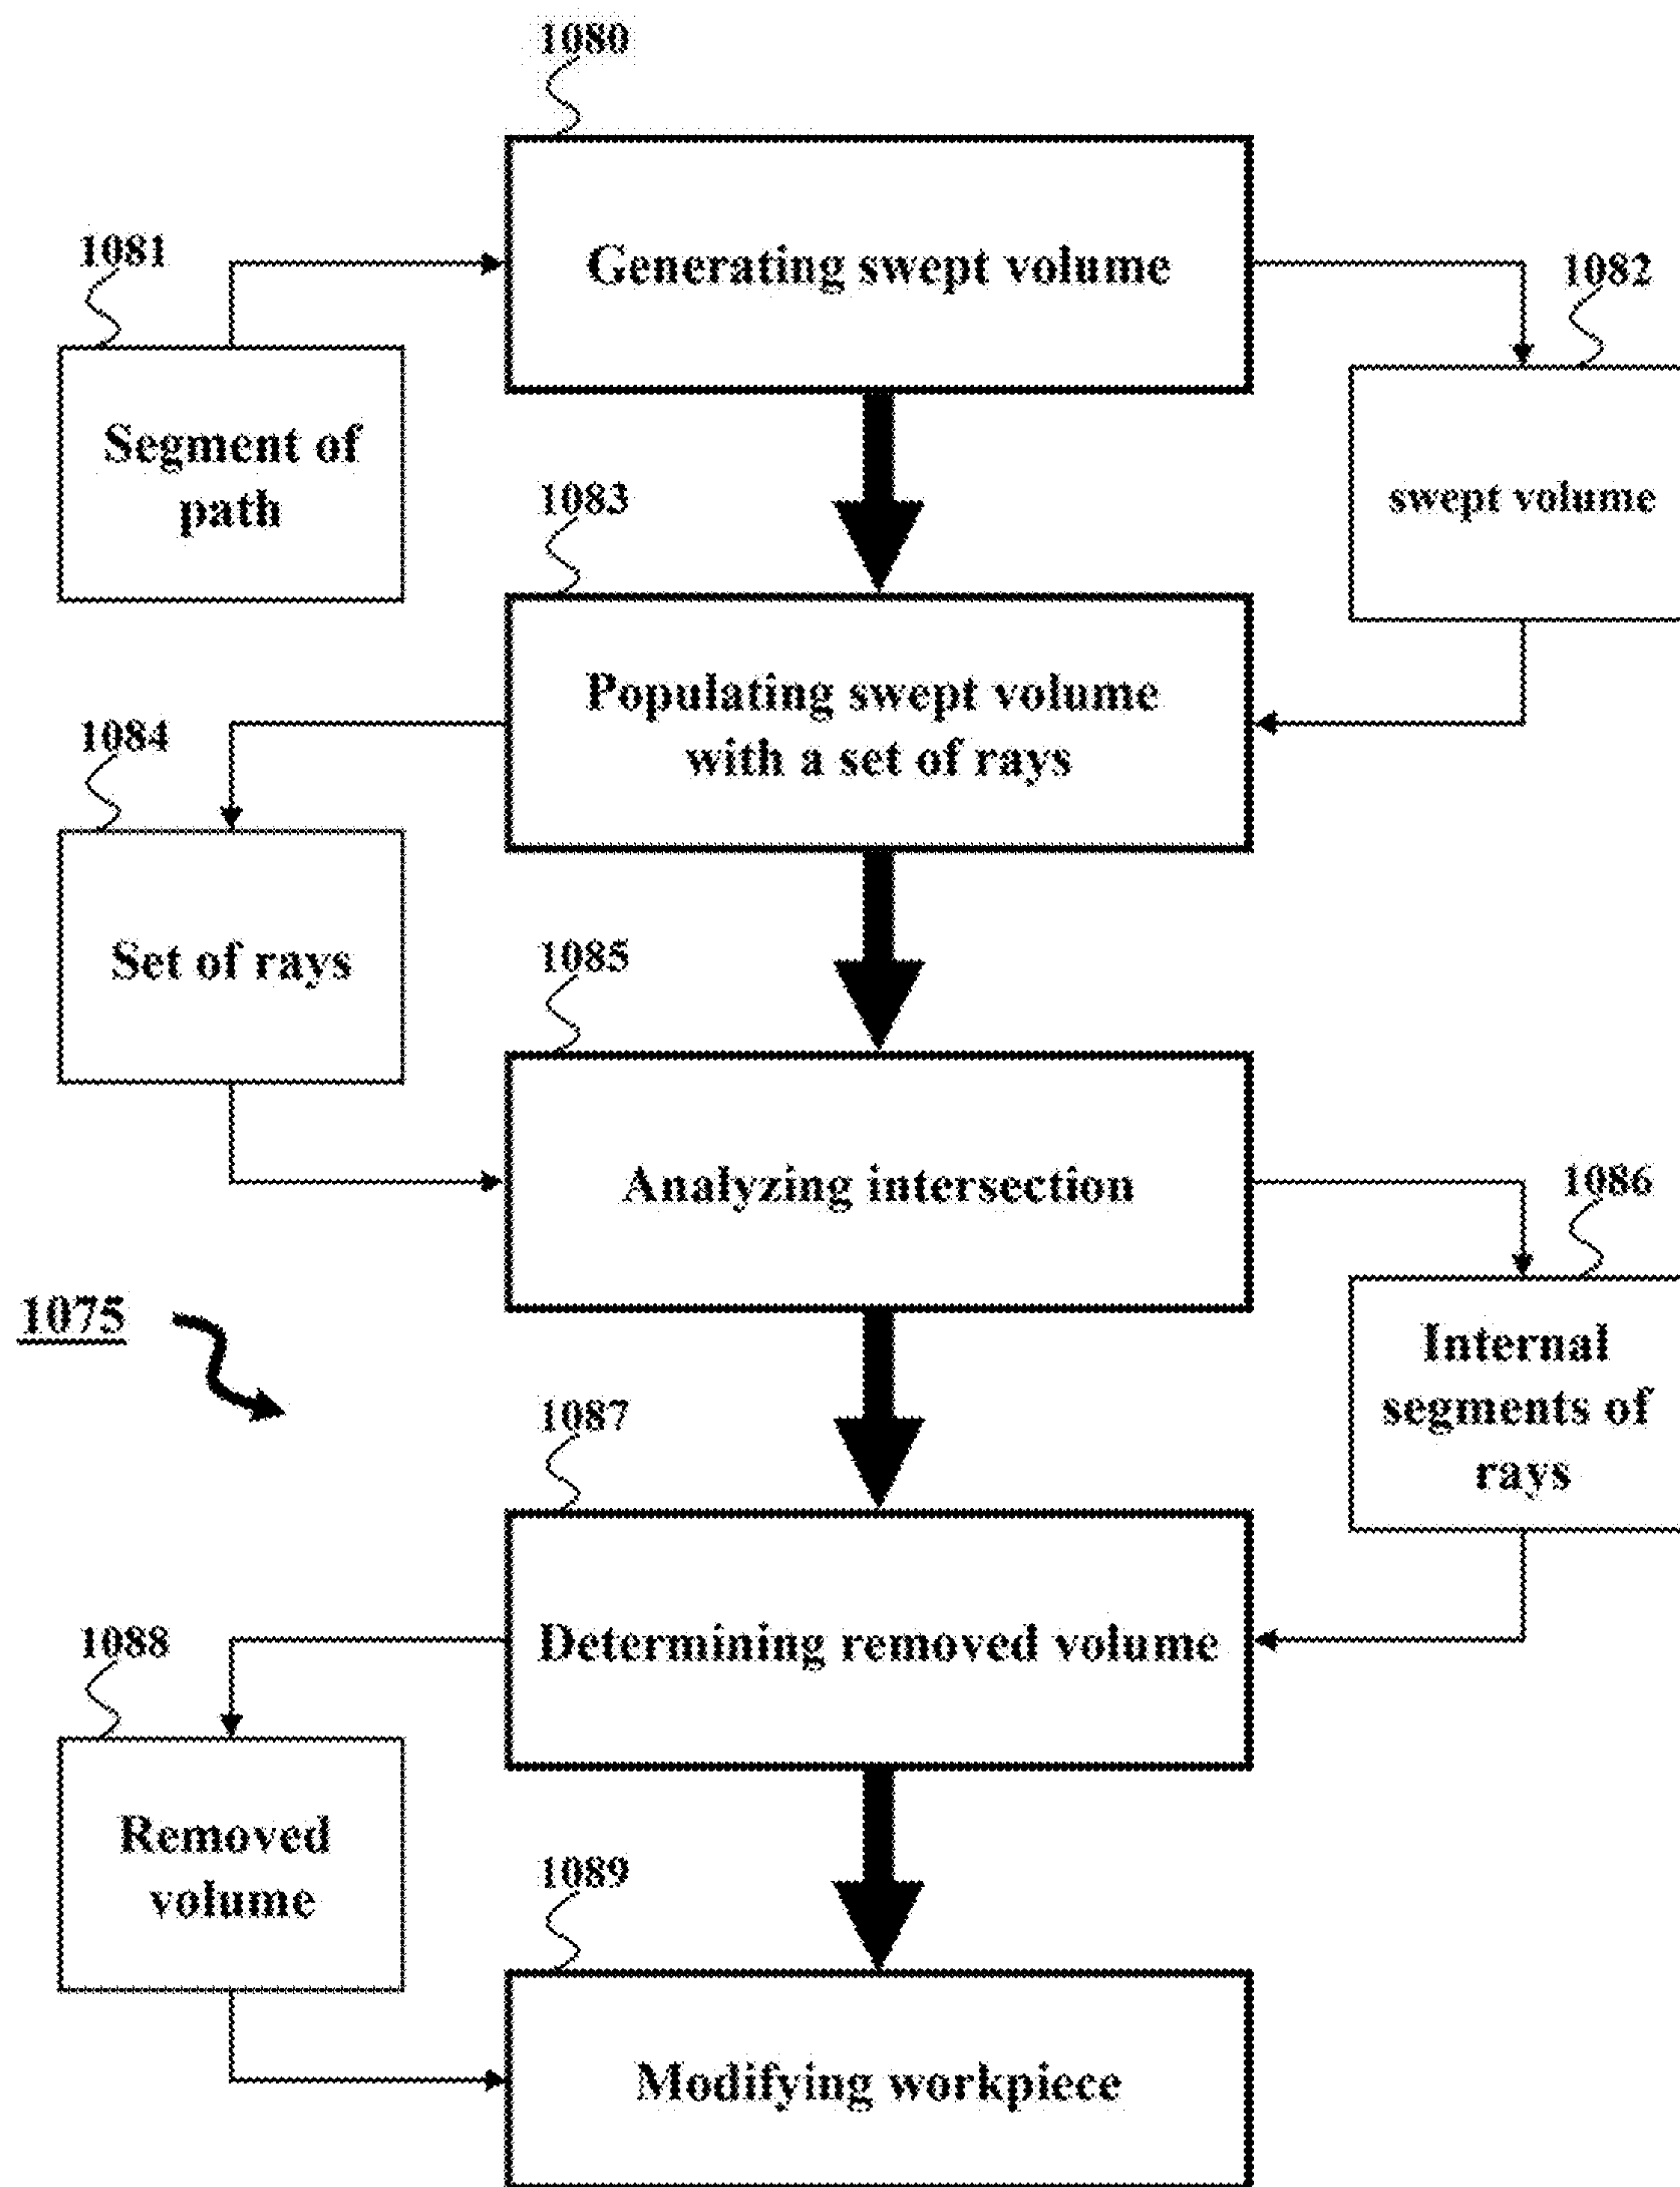 1080
1081
Generating swept volume
1082
Segment of
path
swept volume
1083
Populating swept volume
with a set of rays
1084
Set of rays
1085
Analyzing intersection
1086
Internal
segments of
rays
1075
1087
Determining removed volume
1088
Removed
volume
1089
Modifying workpiece